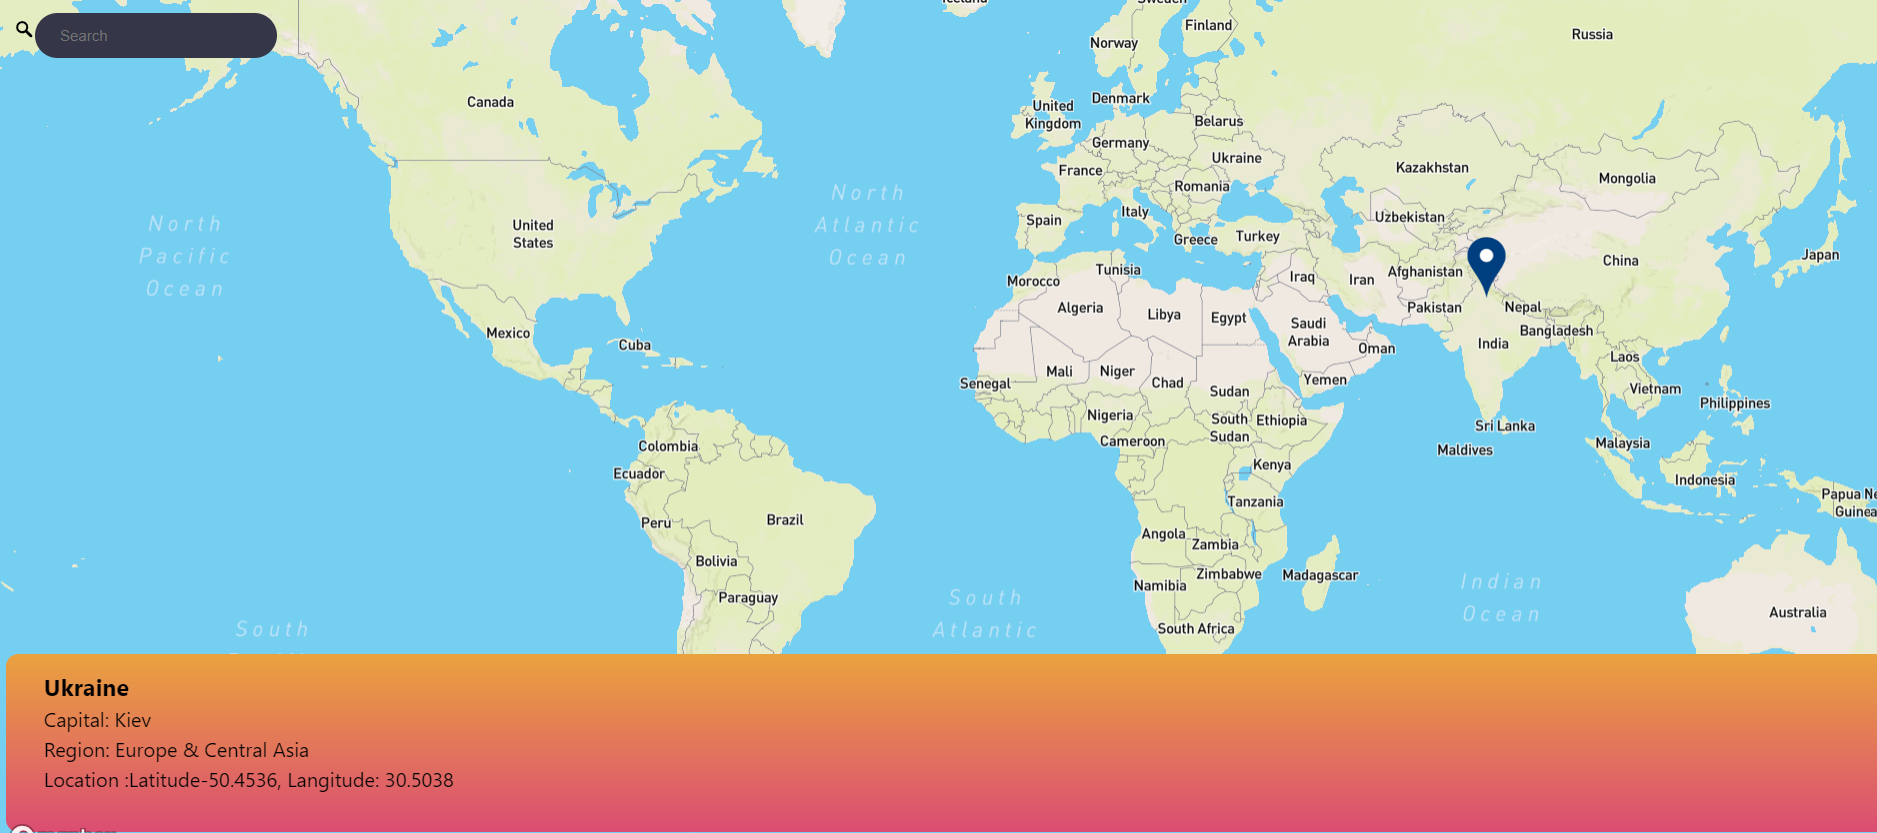 Iceland
Sweden
Search
Finland
Russia
Norway
Canada
Denmark
United
Kingdom
Belarus
Germany
Ukraine
France
Kazakhstan
Romania
Mongolia
North
Atlantic
Ocean
Italy
Uzbekistan
Spain
North
Pacific
Ocean
United
States
Greece
Turkey
Japan
China
Tunisia
Afghanistan
Morocco
Iraq
Iran
Algeria
Libya
Egypt
Pakistan
Nepal
Saudi
Arabia
Bangladesh
Mexico
Cuba
India
Oman
Laos
Mali
Niger
Chad
Senegal
Yemen
Sudan
Vietnam
Philippines
Nigeria
South
Sudan
Ethiopia
Sri Lanka
Colombia
Cameroon
Malaysia
Maldives
Ecuador
Kenya
Indonesia
Papua Ne
Guinea
Tanzania
Peru
Brazil
Angola
Zambia
Bolivia
Zimbabwe
Madagascar
Namibia
Indian
Ocean
Paraguay
South
Atlantic
Australia
South Africa
South
Ukraine
Capital: Kiev
Region: Europe & Central Asia
Location :Latitude-50.4536, Langitude: 30.5038